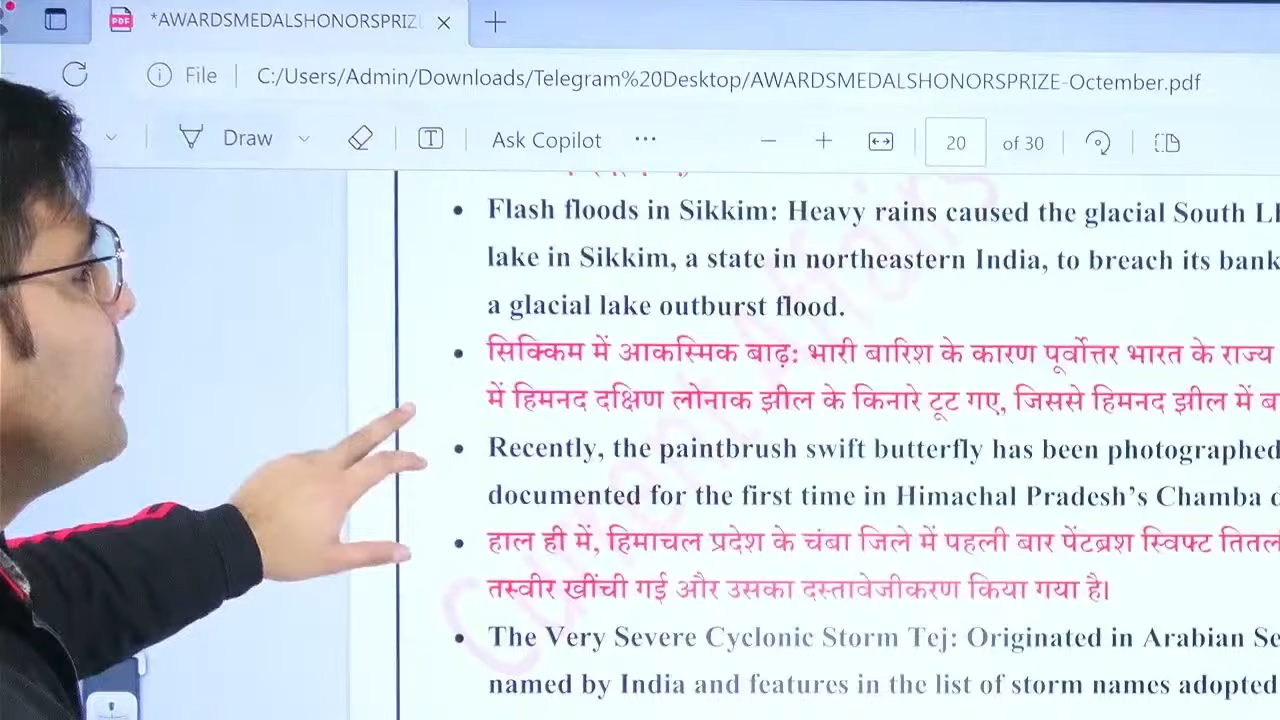 *AWARDSMEDALSHONORSPRIZ
File
C:/Users/Admin/Downloads/Telegram%20Desktop/AWARDSMEDALSHONORSPRIZE-Octember.pdf
Draw
Ask Copilot
20 of 30
Flash floods in Sikkim: Heavy rains caused the glacial South
lake in Sikkim, a state in northeastern India, to breach its bank
a glacial lake outburst flood.
सिक्किम में आकस्मिक बाढ़: भारी बारिश के कारण पूर्वोत्तर भारत के राज्य
में हिमनद दक्षिण लोनाक झील के किनारे टूट गए, जिससे हिमनद झील में
Recently, the paintbrush swift butterfly has been photographed
documented for the first time in Himachal Pradesh’s Chamba
हाल ही में, हिमाचल प्रदेश के चंबा जिले में पहली बार पेंटब्रश स्विफ्ट
तस्वीर खींची गई और उसका दस्तावेजीकरण किया गया है।
The Very Severe Cyclonic Storm Tej: Originated in Arabian
named by India and features in the list of storm names adopted
Current Affairs